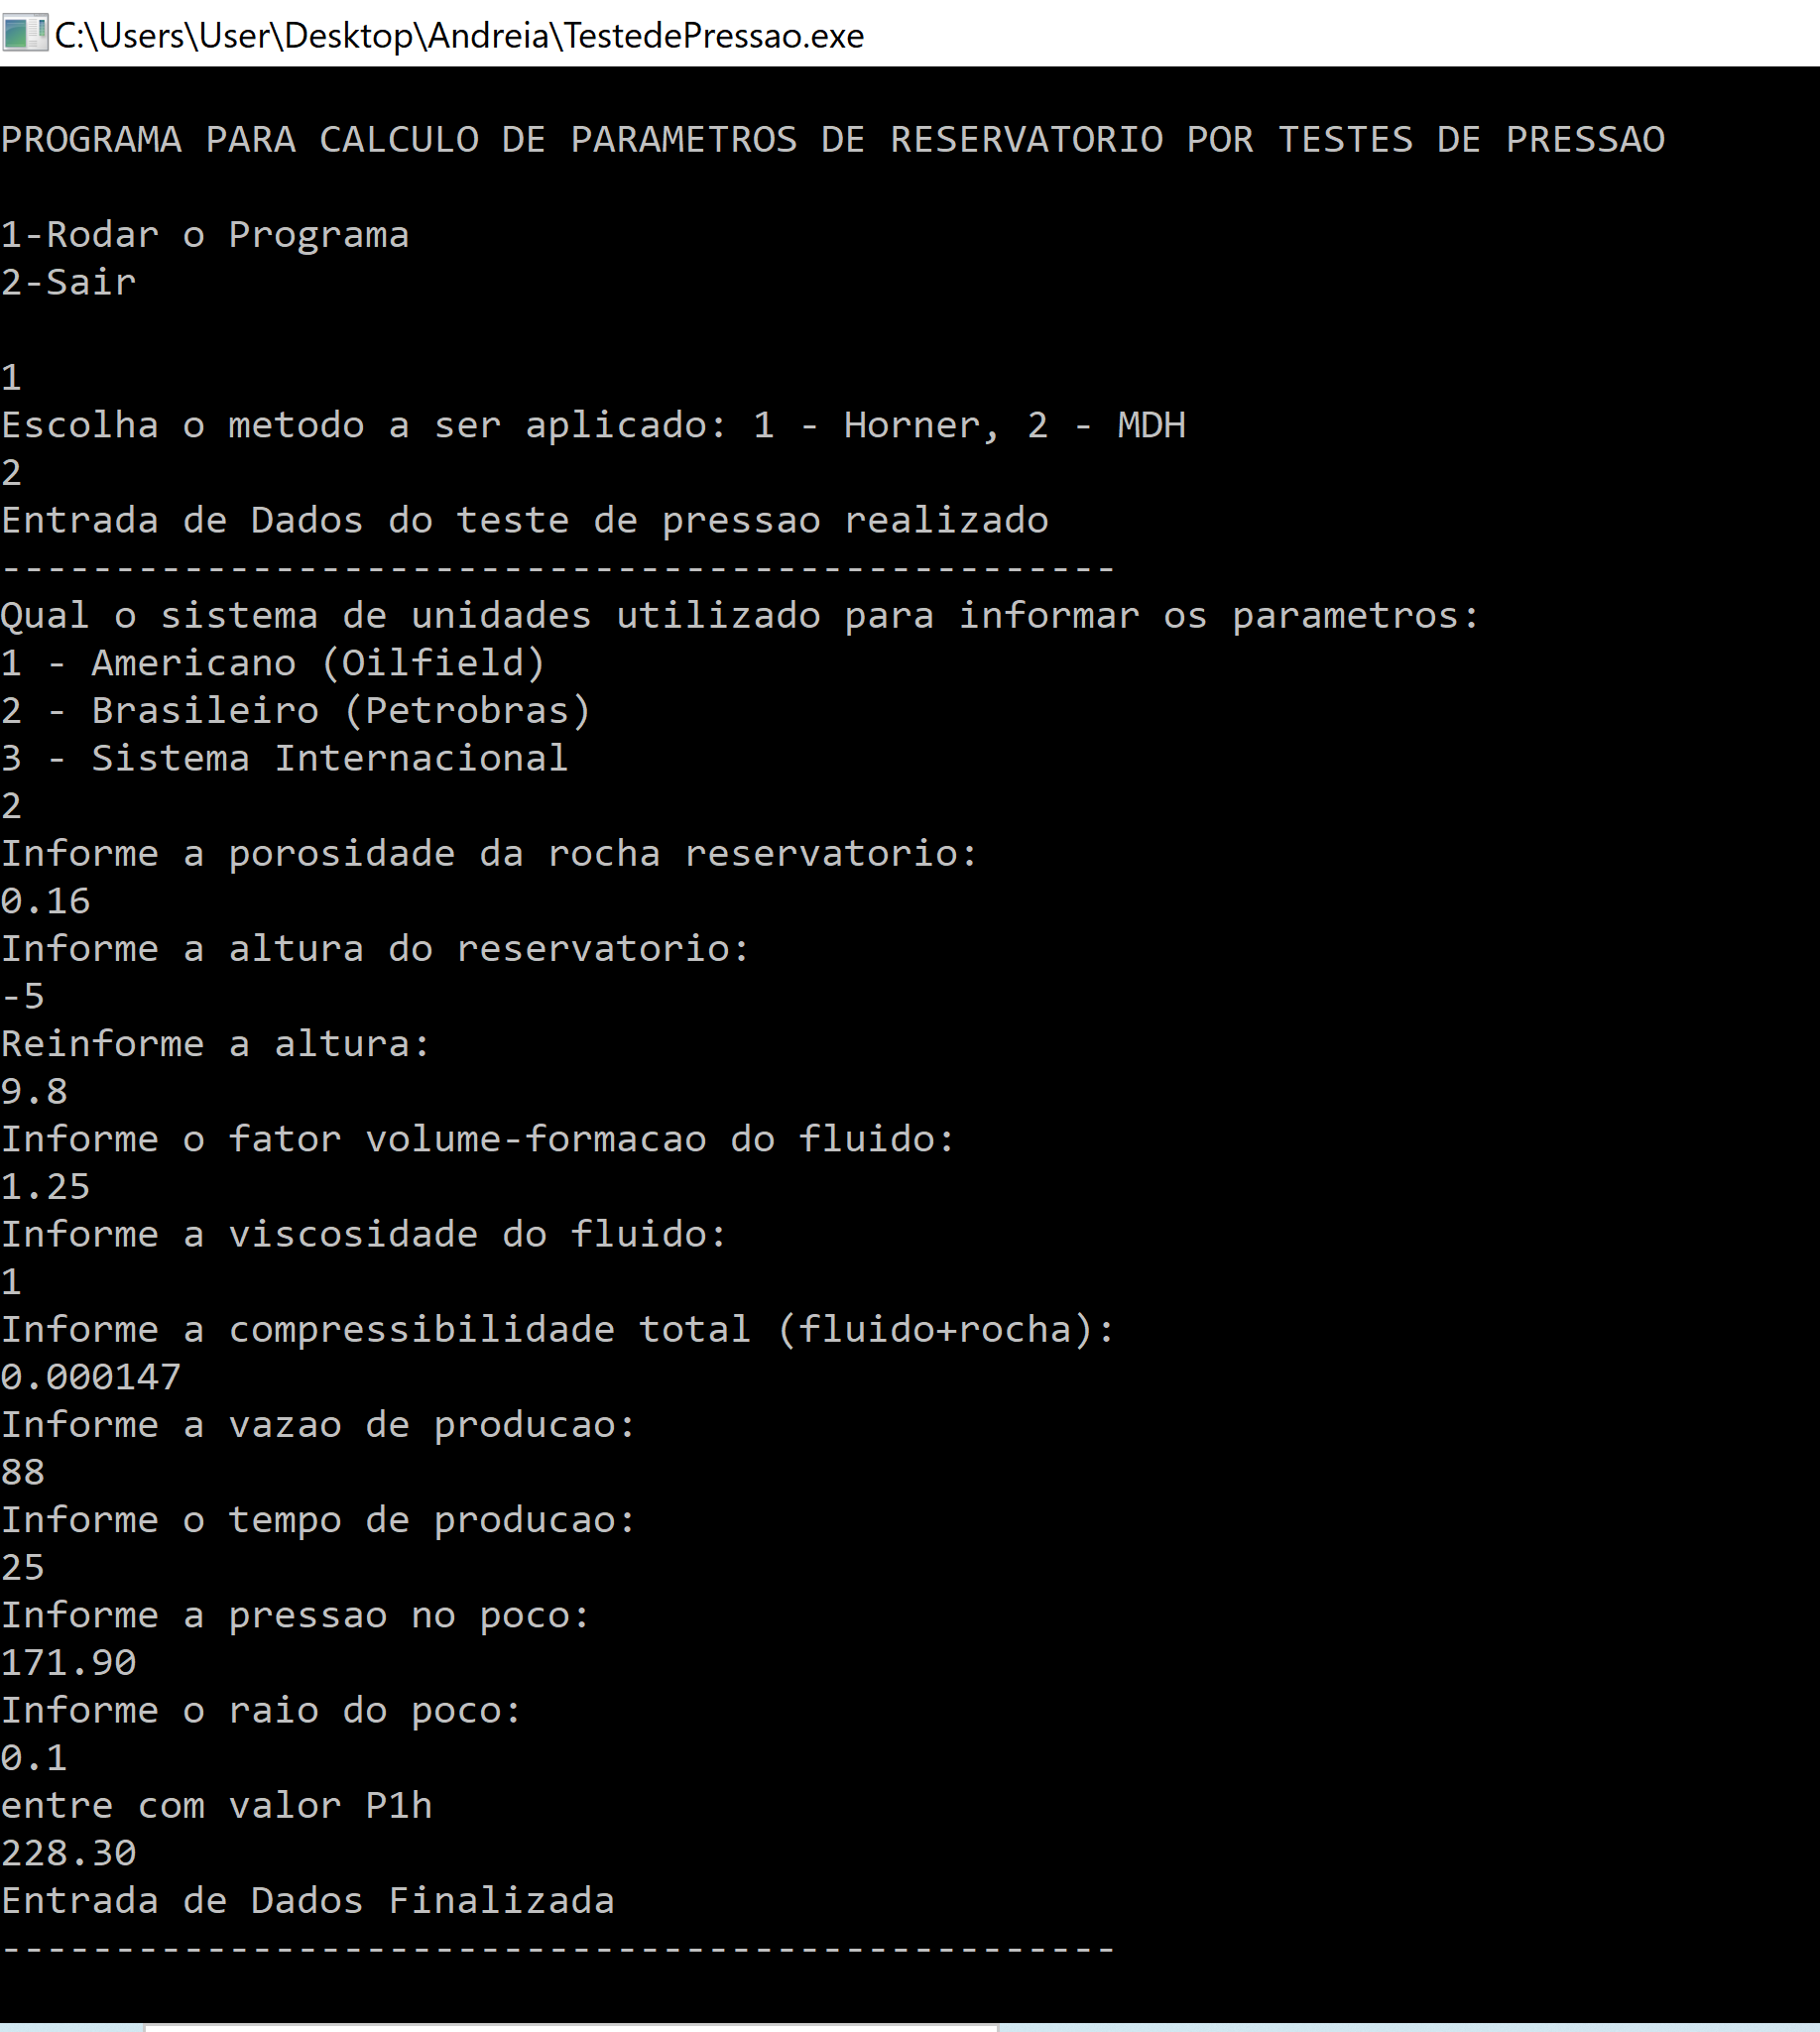 C:\Users\User\Desktop\Andreia\TestedePressao.exe
PROGRAMA PARA CALCULO DE PARAMETROS DE RESERVATORIO POR TESTES DE PRESSAO
1-Rodar o Programa
2-Sair
1
Escolha o metodo a ser aplicado: 1 - Horner, 2 - MDH
2
Entrada de Dados do teste de pressao realizado
-------------------------------------------------
Qual o sistema de unidades utilizado para informar os parametros:
1 - Americano (Oilfield)
2 - Brasileiro (Petrobras)
3 - Sistema Internacional
2
Informe a porosidade da rocha reservatorio:
0.16
Informe a altura do reservatorio:
-5
Reinforme a altura:
9.8
Informe o fator volume-formacao do fluido:
1.25
Informe a viscosidade do fluido:
1
Informe a compressibilidade total (fluido+rocha):
0.000147
Informe a vazao de producao:
88
Informe o tempo de producao:
25
Informe a pressao no poco:
171.90
Informe o raio do poco:
0.1
entre com valor P1h
228.30
Entrada de Dados Finalizada
-------------------------------------------------